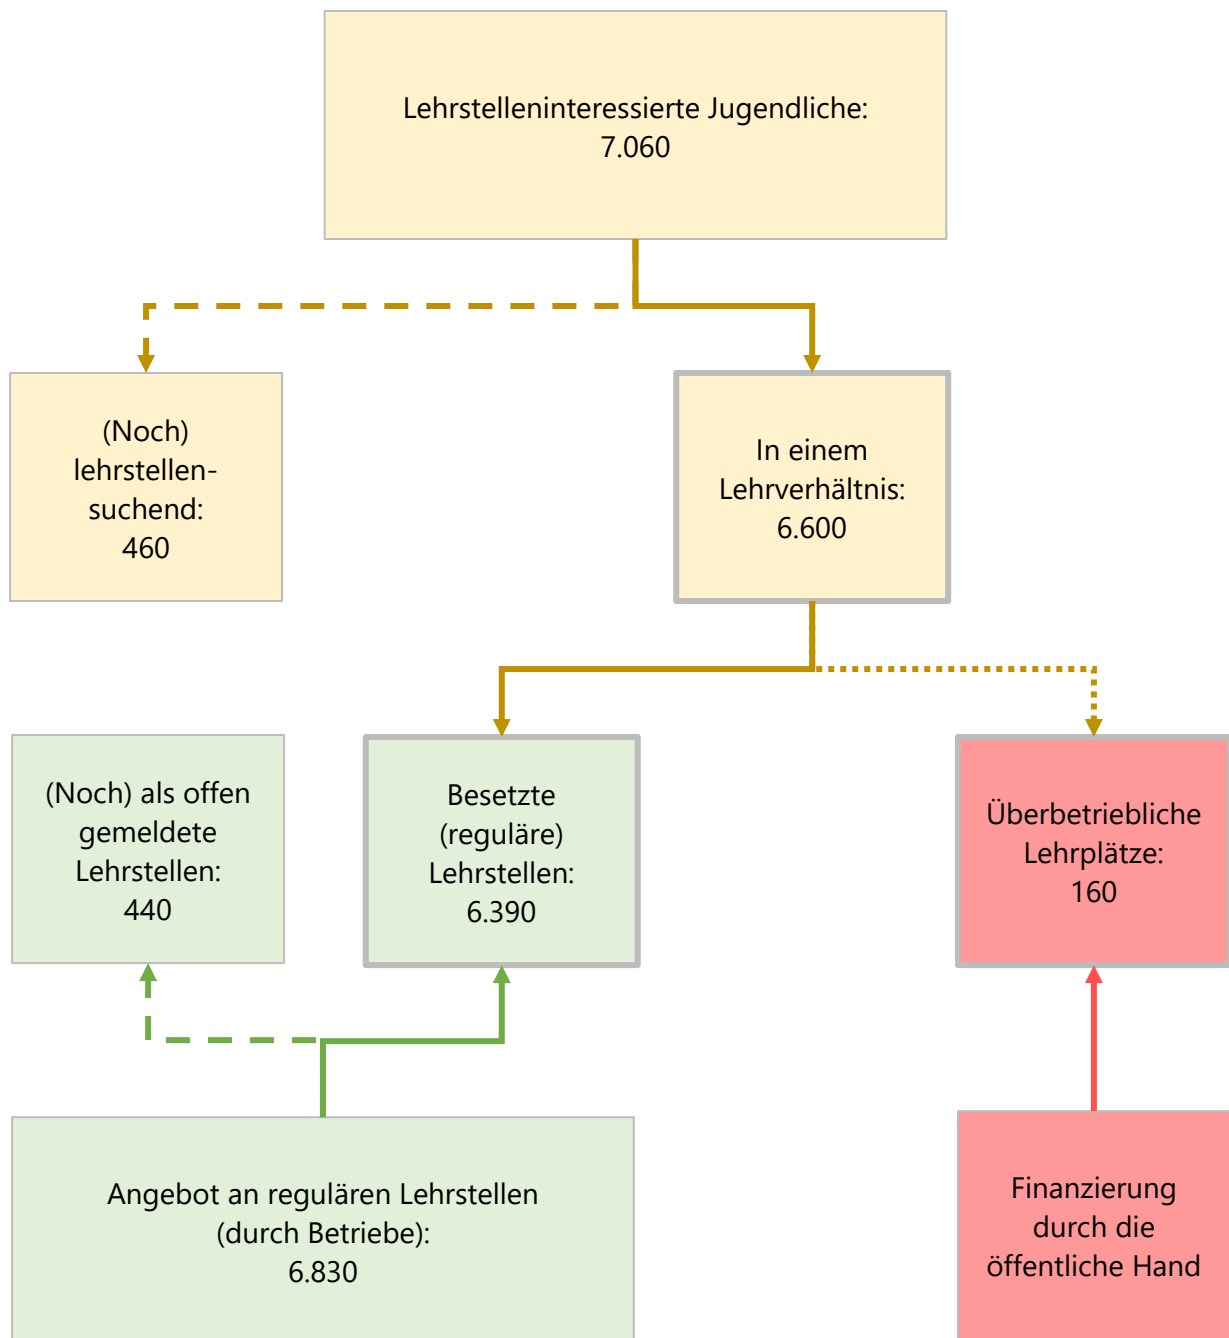 Lehrstelleninteressierte Jugendliche:
7.060
(Noch)
lehrstellen-
suchend:
460
In einem
Lehrverhältnis:
6.600
(Noch) als offen
gemeldete
Lehrstellen:
440
Besetzte
(reguläre)
Lehrstellen:
6.390
Überbetriebliche
Lehrplätze:
160
Angebot an regulären Lehrstellen
(durch Betriebe):
6.830
Finanzierung
durch die
öffentliche Hand